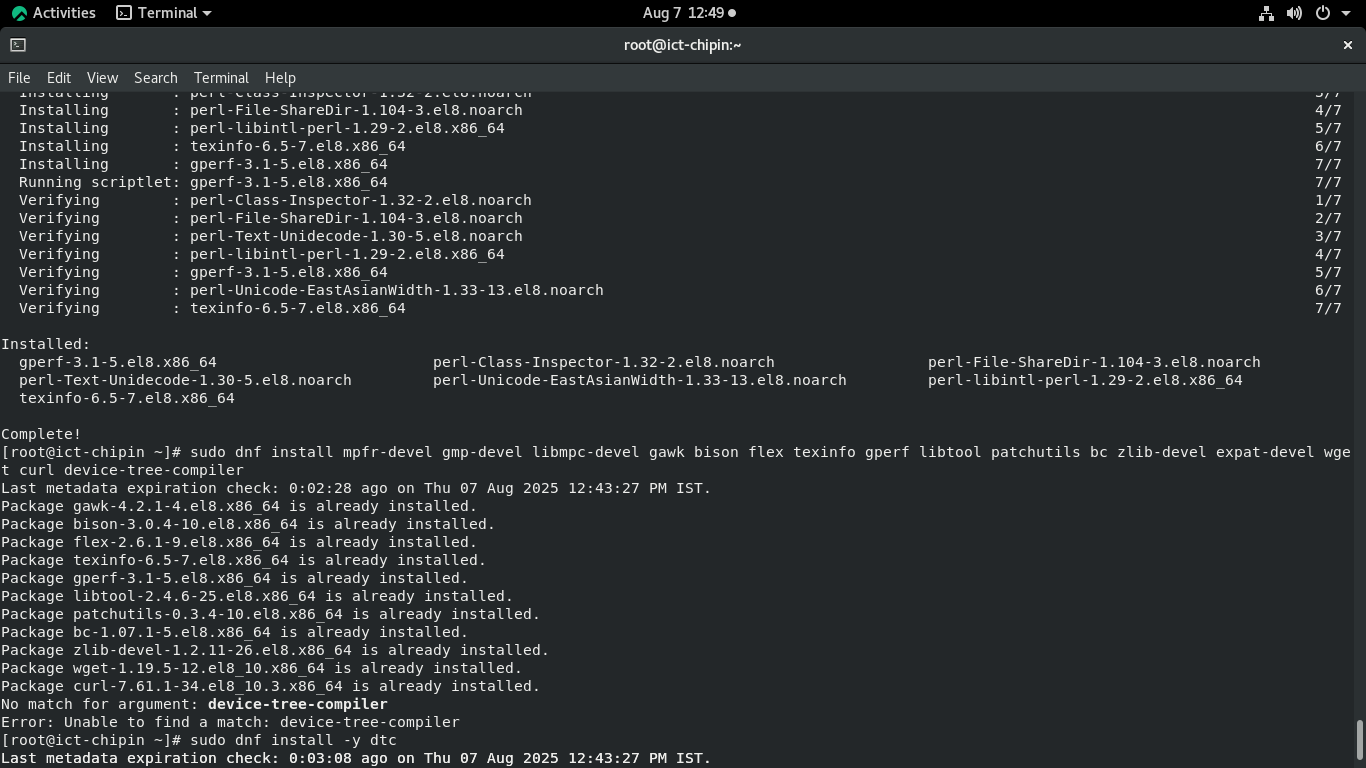 Activities Terminal Aug 7 12:49
root@ict-chipin:~
File Edit View Search Terminal Help
Installing : perl-Class-Inspector-1.32-2.el8.noarch 3/7
Installing : perl-File-ShareDir-1.104-3.el8.noarch 4/7
Installing : perl-libintl-perl-1.29-2.el8.x86_64 5/7
Installing : texinfo-6.5-7.el8.x86_64 6/7
Installing : gperf-3.1-5.el8.x86_64 7/7
Running scriptlet: gperf-3.1-5.el8.x86_64 7/7
Verifying : perl-Class-Inspector-1.32-2.el8.noarch 1/7
Verifying : perl-File-ShareDir-1.104-3.el8.noarch 2/7
Verifying : perl-Text-Unidecode-1.30-5.el8.noarch 3/7
Verifying : perl-libintl-perl-1.29-2.el8.x86_64 4/7
Verifying : gperf-3.1-5.el8.x86_64 5/7
Verifying : perl-Unicode-EastAsianWidth-1.33-13.el8.noarch 6/7
Verifying : texinfo-6.5-7.el8.x86_64 7/7
Installed:
gperf-3.1-5.el8.x86_64 perl-Class-Inspector-1.32-2.el8.noarch perl-File-ShareDir-1.104-3.el8.noarch
perl-Text-Unidecode-1.30-5.el8.noarch perl-Unicode-EastAsianWidth-1.33-13.el8.noarch perl-libintl-perl-1.29-2.el8.x86_64
texinfo-6.5-7.el8.x86_64
Complete!
[root@ict-chipin ~]# sudo dnf install mpfr-devel gmp-devel libmpc-devel gawk bison flex texinfo gperf libtool patchutils bc zlib-devel expat-devel wge
t curl device-tree-compiler
Last metadata expiration check: 0:02:28 ago on Thu 07 Aug 2025 12:43:27 PM IST.
Package gawk-4.2.1-4.el8.x86_64 is already installed.
Package bison-3.0.4-10.el8.x86_64 is already installed.
Package flex-2.6.1-9.el8.x86_64 is already installed.
Package texinfo-6.5-7.el8.x86_64 is already installed.
Package gperf-3.1-5.el8.x86_64 is already installed.
Package libtool-2.4.6-25.el8.x86_64 is already installed.
Package patchutils-0.3.4-10.el8.x86_64 is already installed.
Package bc-1.07.1-5.el8.x86_64 is already installed.
Package zlib-devel-1.2.11-26.el8.x86_64 is already installed.
Package wget-1.19.5-12.el8_10.x86_64 is already installed.
Package curl-7.61.1-34.el8_10.3.x86_64 is already installed.
No match for argument: device-tree-compiler
Error: Unable to find a match: device-tree-compiler
[root@ict-chipin ~]# sudo dnf install -y dtc
Last metadata expiration check: 0:03:08 ago on Thu 07 Aug 2025 12:43:27 PM IST.